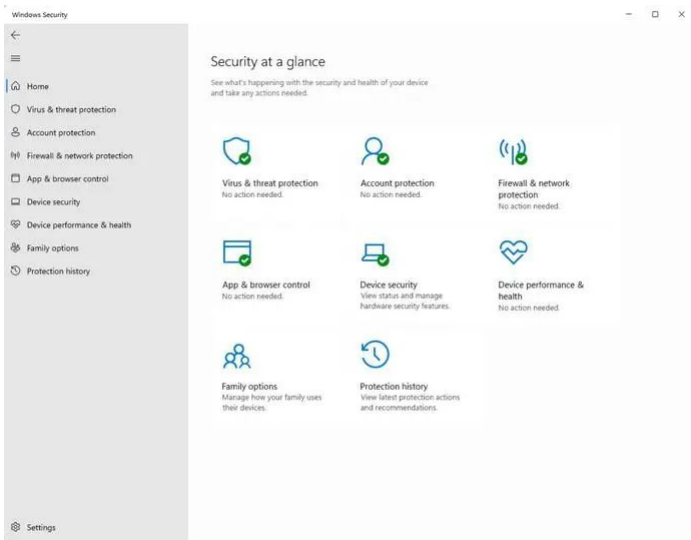 Windows Security
Home
Virus & threat protection
Account protection
Firewall & network protection
App & browser control
Device security
Device performance & health
Family options
Protection history
Settings
Security at a glance
See what's happening with the security and health of your device
and take any actions needed.
Virus & threat protection
No action needed.
Account protection
No action needed.
Firewall & network
protection
No action needed.
App & browser control
No action needed.
Device security
View status and manage
hardware security features.
Device performance &
health
No action needed.
Family options
Manage how your family uses
their devices.
Protection history
View latest protection actions
and recommendations.